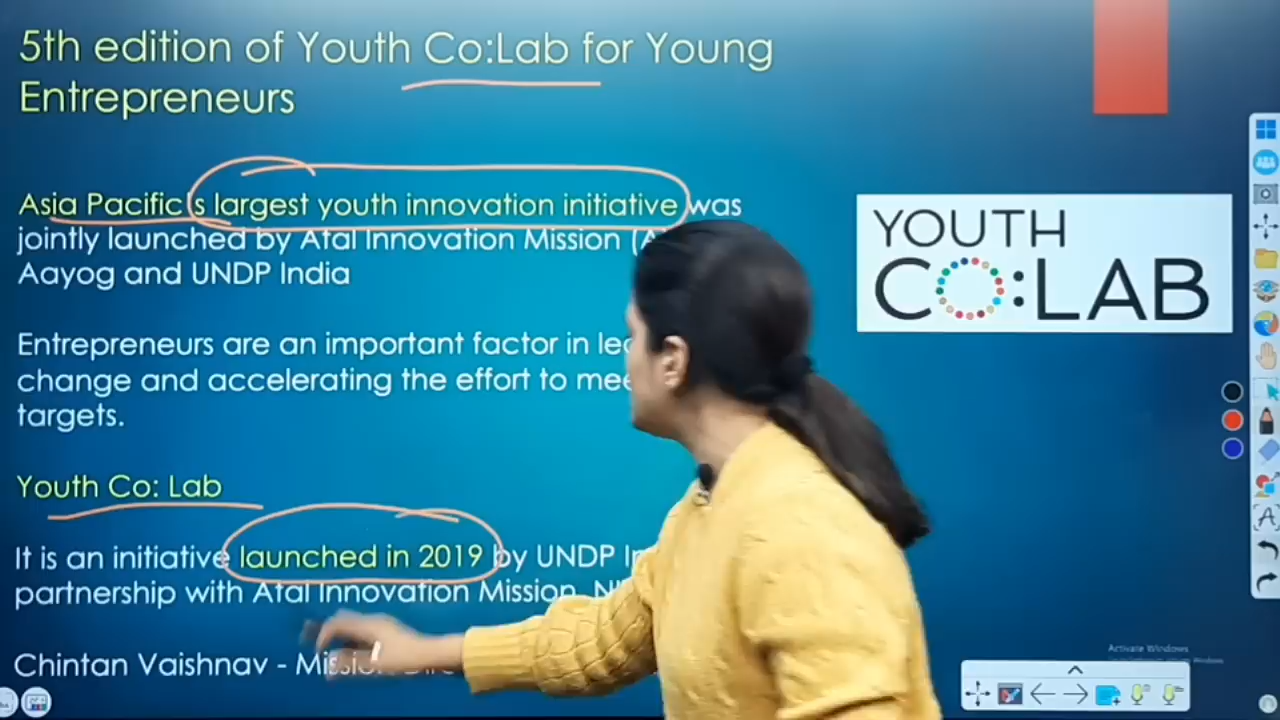 5th edition of Youth Co:Lab for Young
Entrepreneurs
Asia Pacific s largest youth innovation initiative was
jointly launched by Atal Innovation Mission
Aayog and UNDP India
Entrepreneurs are an important factor in
change and accelerating the effort to
targets.
Youth Co: Lab
It is an initiative launched in 2019 by UNDP
partnership with Atal Innovation Mission,
Chintan Vaishnav -
YOUTH
CO:LAB
Activate Windows